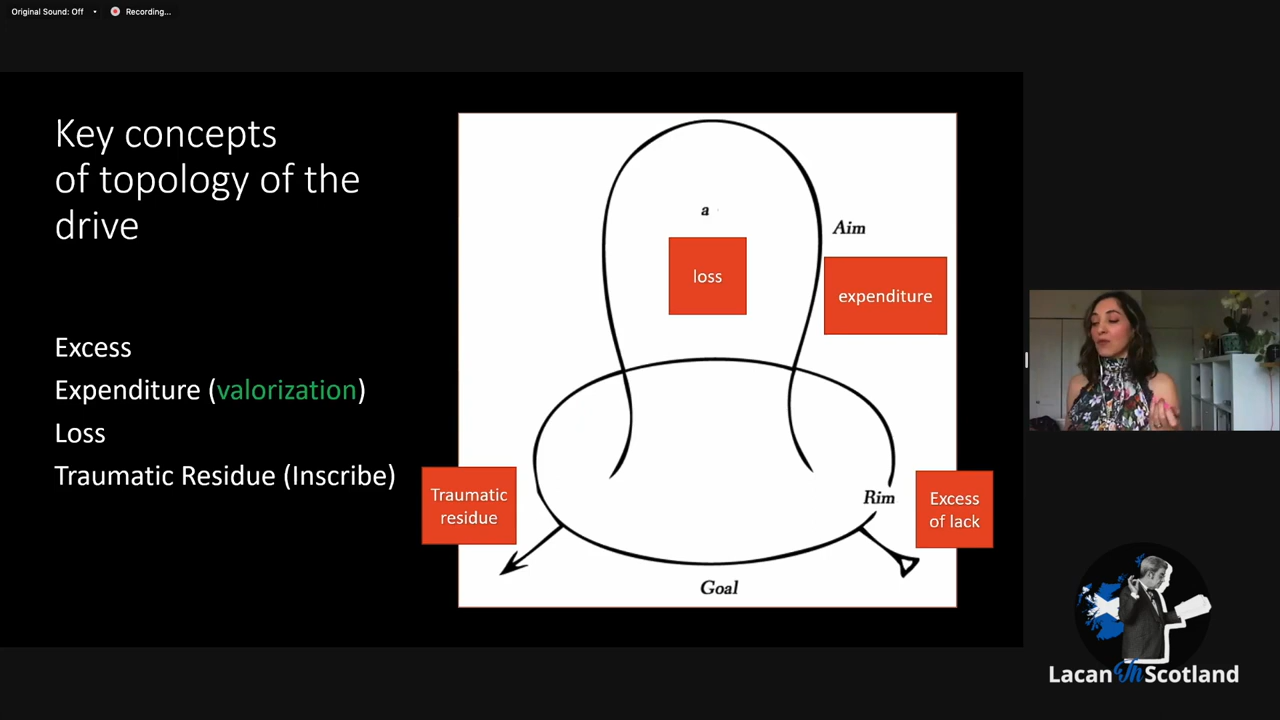 Original Sound: Off
Recording...
Key concepts
of topology of the
drive
Excess
Expenditure (valorization)
Loss
Traumatic Residue (Inscribe)
a
loss
Aim
expenditure
Traumatic
residue
Rim
Excess
of lack
Goal
Lacan In Scotland